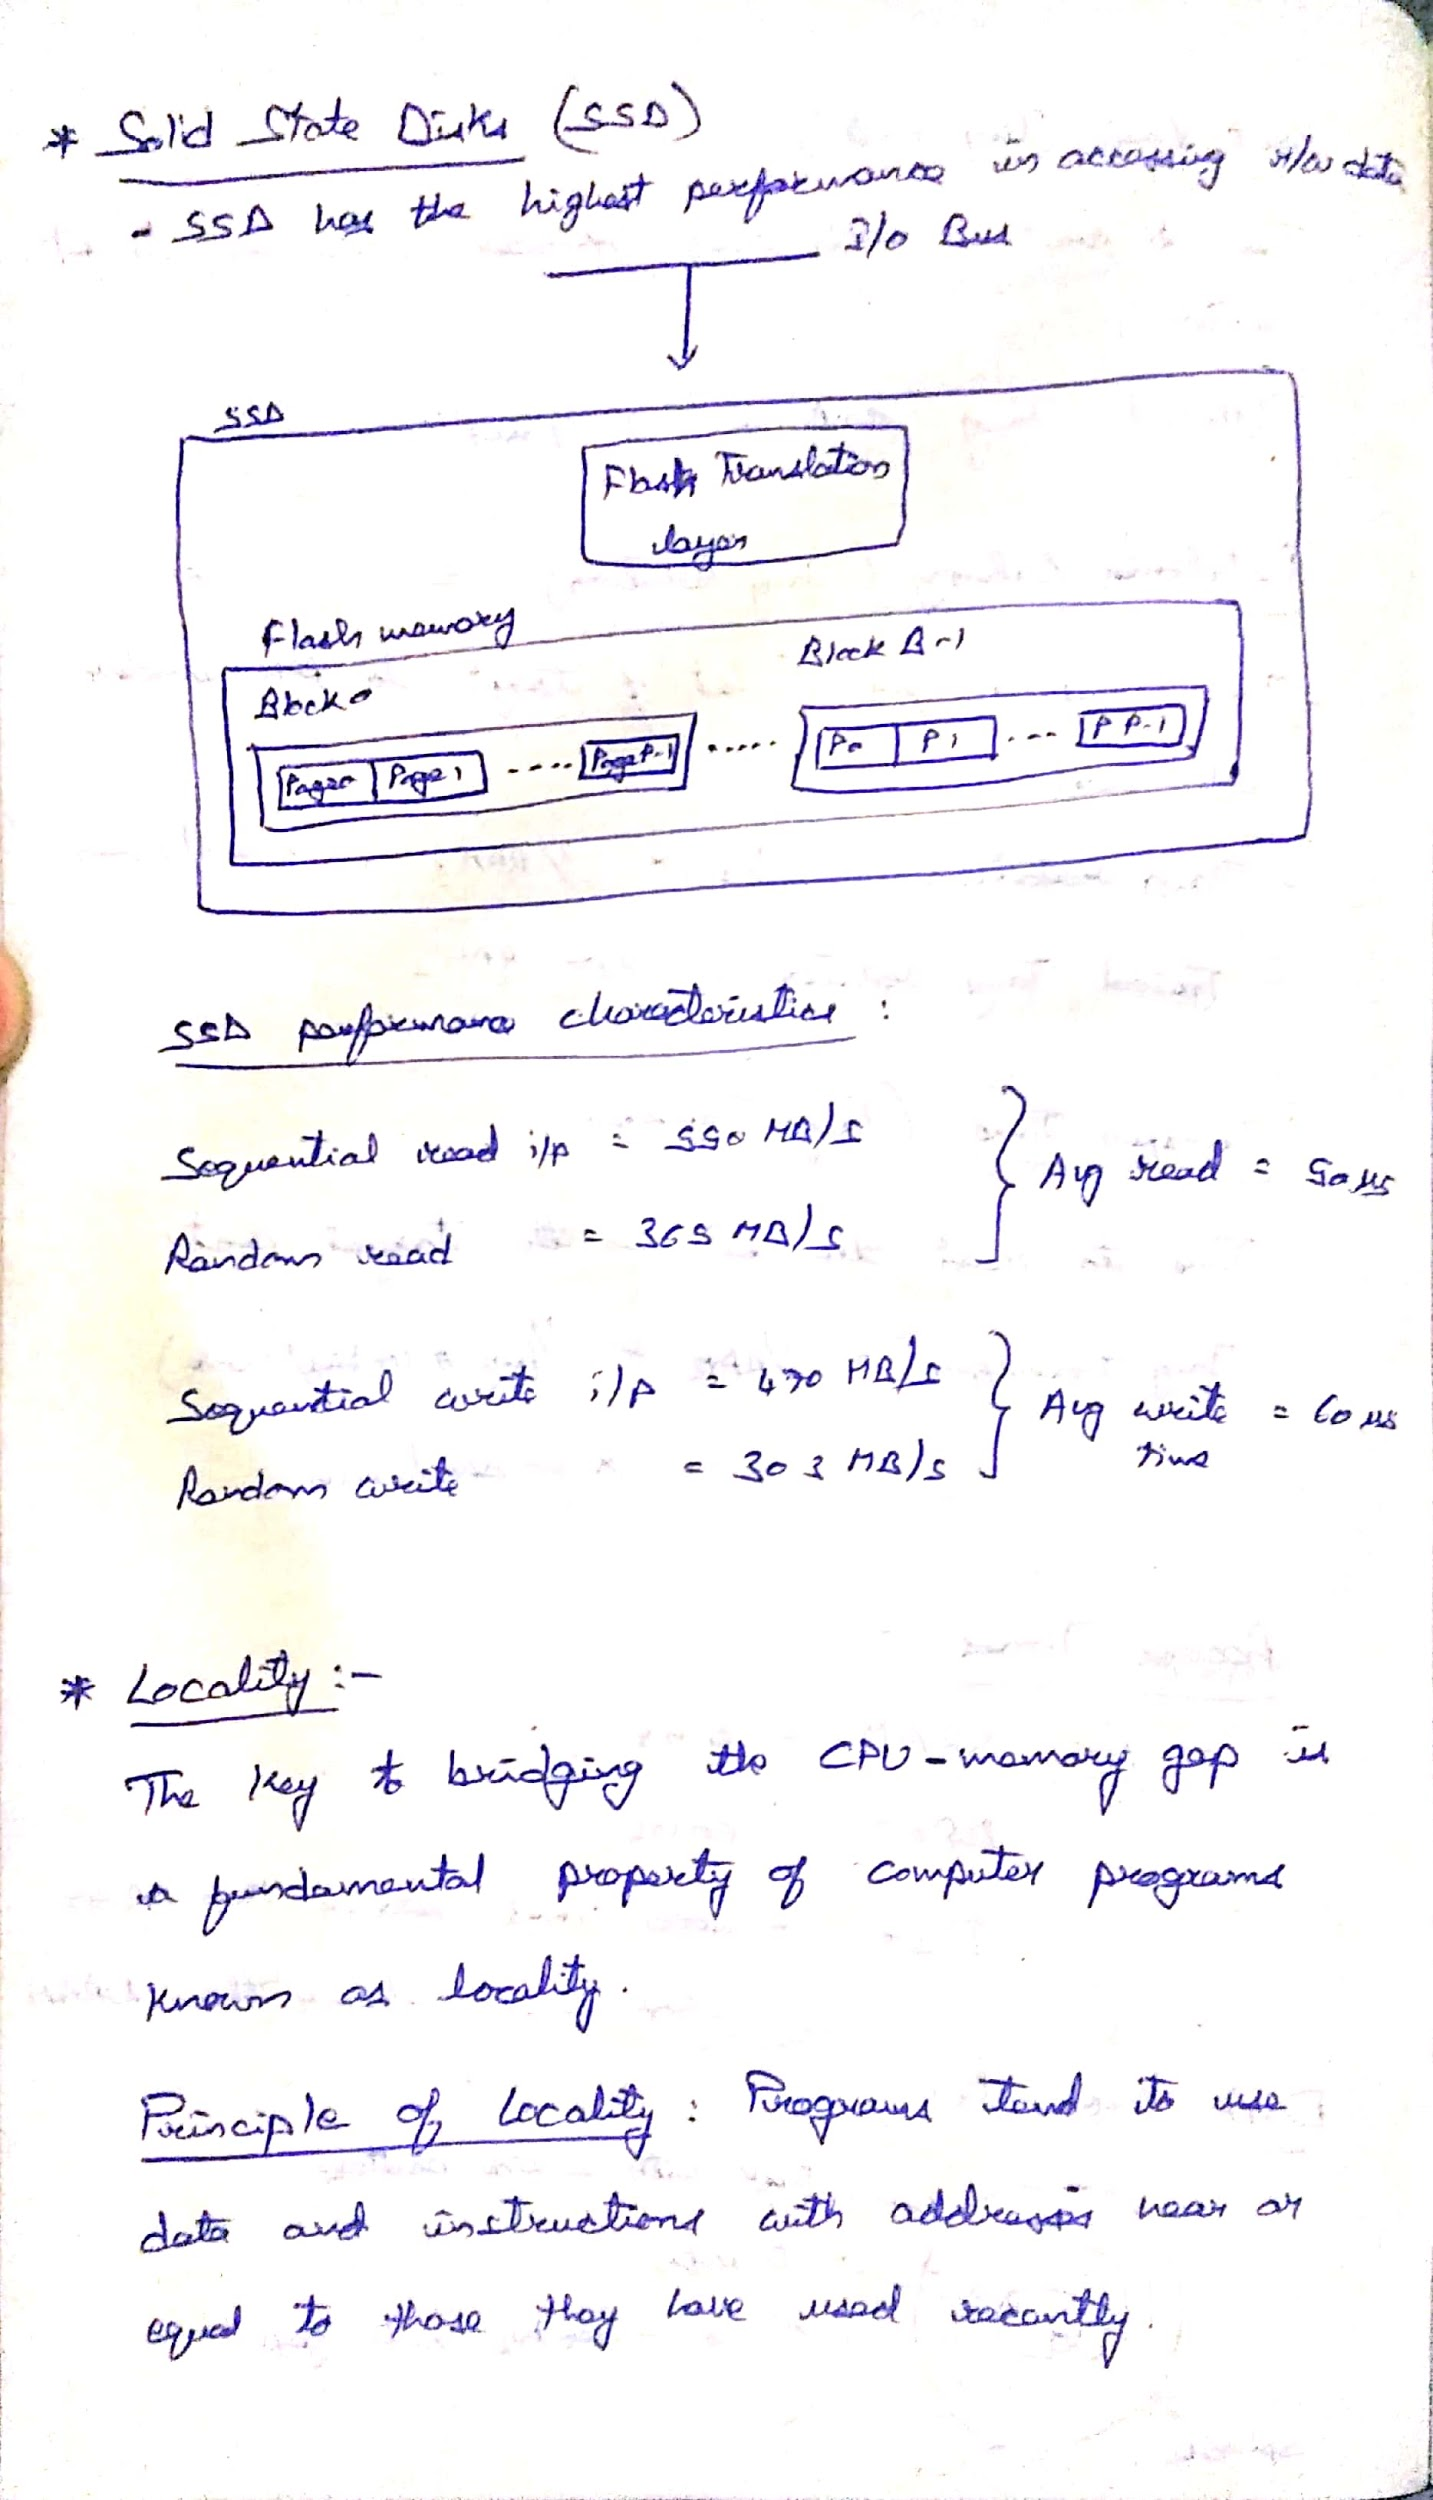 * Solid State Disks (SSD)
- SSD has the highest performance in accessing r/w data
I/O Bus
SSD
Flash Translation
layer
Flash memory
Block 0
Block B-1
Page 0 Page 1 .... Page P-1 ..... P0 P1 ... P P-1
SSD performance characteristics :
Sequential read i/p = 550 MB/s
Avg read = 50 µs
Random read = 365 MB/s
Sequential write i/p = 470 MB/s
Avg write = 60 µs
time
Random write = 303 MB/s
* Locality :-
The key to bridging the CPU-memory gap is
a fundamental property of computer programs
known as locality.
Principle of Locality : Programs tend to use
data and instructions with addresses near or
equal to those they have used recently.